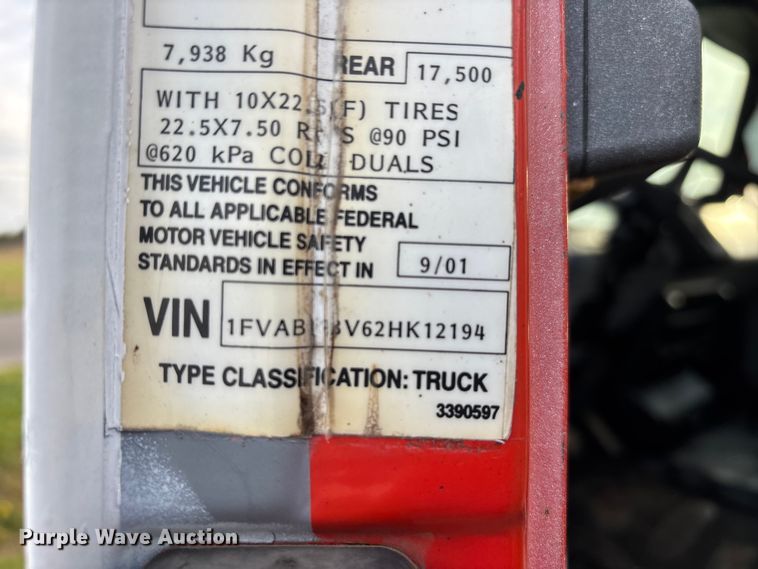 7,938 Kg REAR 17,500
WITH 10X22.5(F) TIRES
22.5X7.50 @90 PSI
@620 kPa COLD DUALS
THIS VEHICLE CONFORMS
TO ALL APPLICABLE FEDERAL
MOTOR VEHICLE SAFETY
STANDARDS IN EFFECT IN 9/01
VIN
TYPE CLASSIFICATION: TRUCK
3390597
Purple Wave Auction